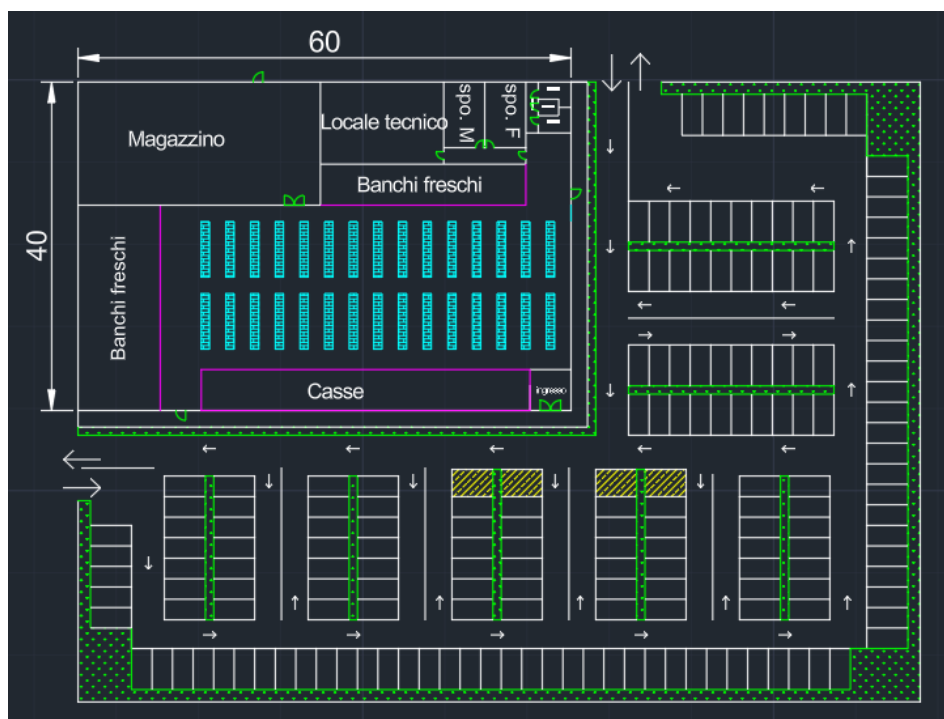 60
Magazzino
Locale tecnico
spo. M
spo. F
Banchi freschi
40
Banchi freschi
Casse
ingresso